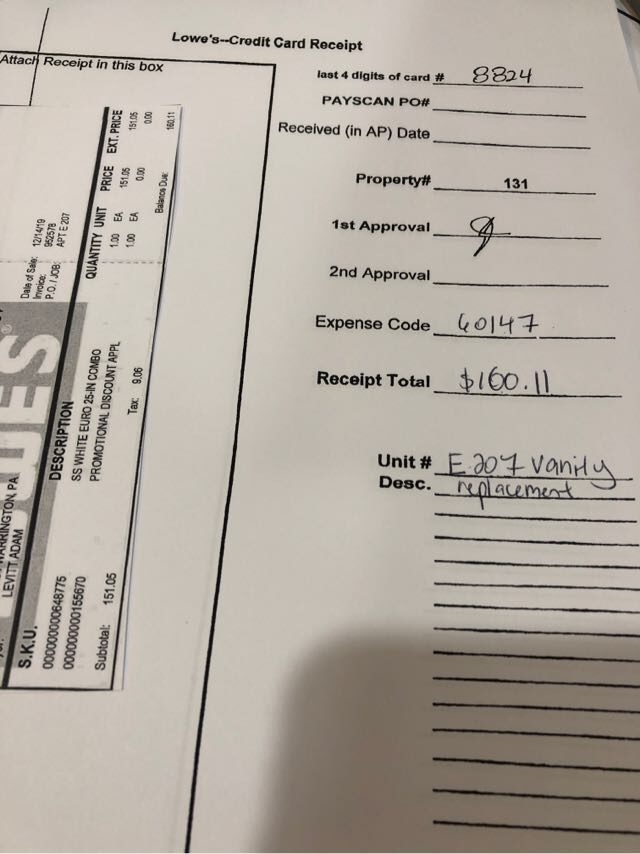 Lowe's--Credit Card Receipt
Attach Receipt in this box
last 4 digits of card # 8824
PAYSCAN PO#
Received (in AP) Date
Property# 131
1st Approval
2nd Approval
Expense Code 60147
Receipt Total $160.11
Unit # E 207 vanity
Desc. replacement
WARRINGTON, PA
LEVITT ADAM
Date of Sale: 12/14/19
Invoice: 952578
P.O. / JOB: APT E 207
S.K.U. DESCRIPTION QUANTITY UNIT PRICE EXT. PRICE
000000000648775 SS WHITE EURO 25-IN COMBO 1.00 EA 151.05 151.05
000000000155670 PROMOTIONAL DISCOUNT APPL 1.00 EA 0.00 0.00
Subtotal: 151.05 Tax: 9.06 Balance Due: 160.11